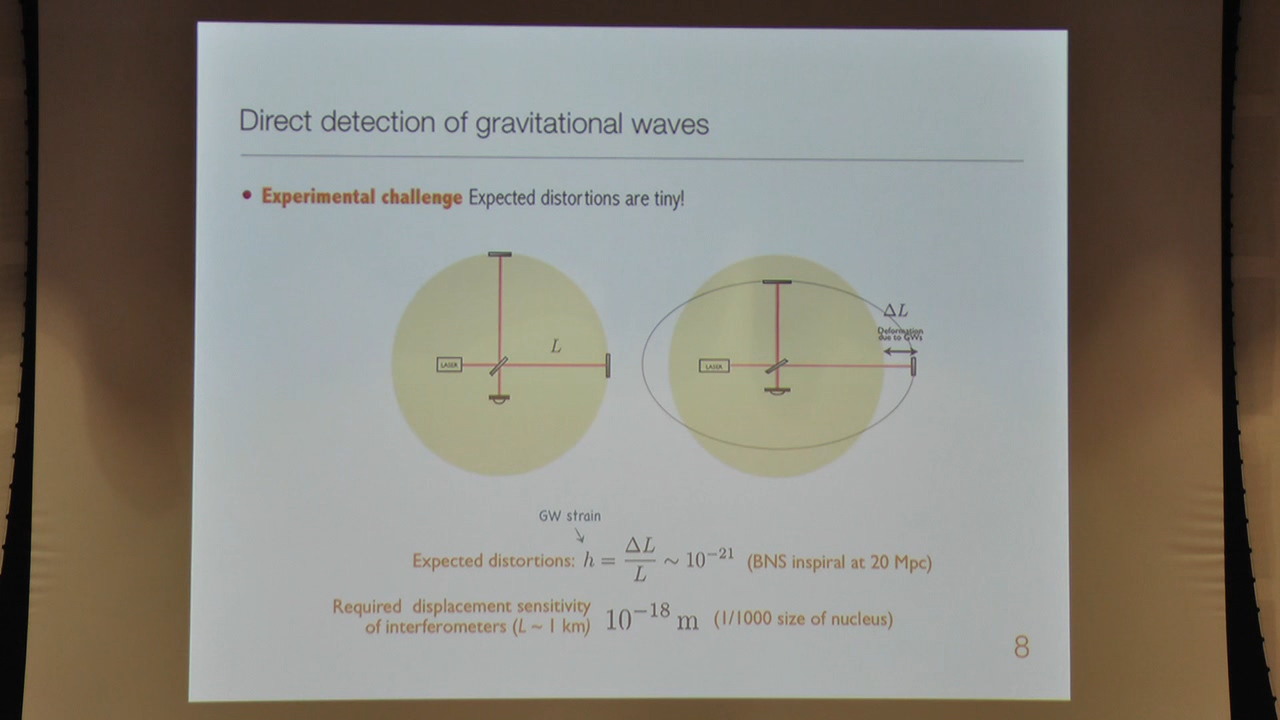 Direct detection of gravitational waves
• Experimental challenge Expected distortions are tiny!
ΔL
Deformation
due to GWs
L
LASER
LASER
GW strain
Expected distortions: h = ΔL/L ~ 10⁻²¹ (BNS inspiral at 20 Mpc)
Required displacement sensitivity
of interferometers (L ~ 1 km) 10⁻¹⁸ m (1/1000 size of nucleus)
8